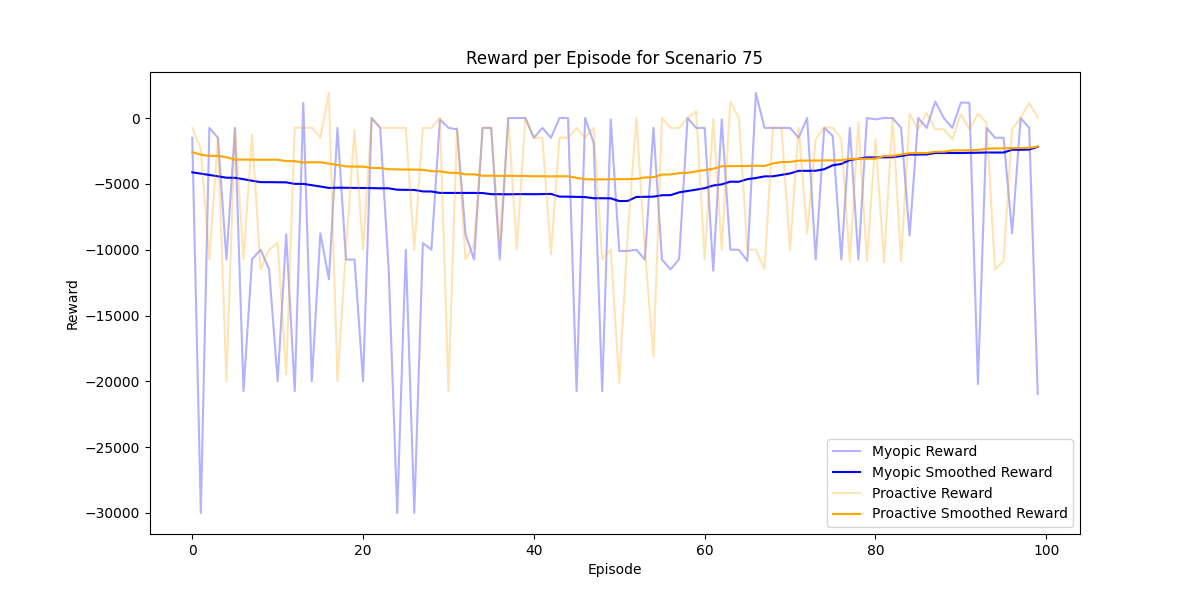 Reward per Episode for Scenario 75
Reward
0
−5000
−10000
−15000
−20000
−25000
−30000
0 20 40 60 80 100
Episode
Myopic Reward
Myopic Smoothed Reward
Proactive Reward
Proactive Smoothed Reward